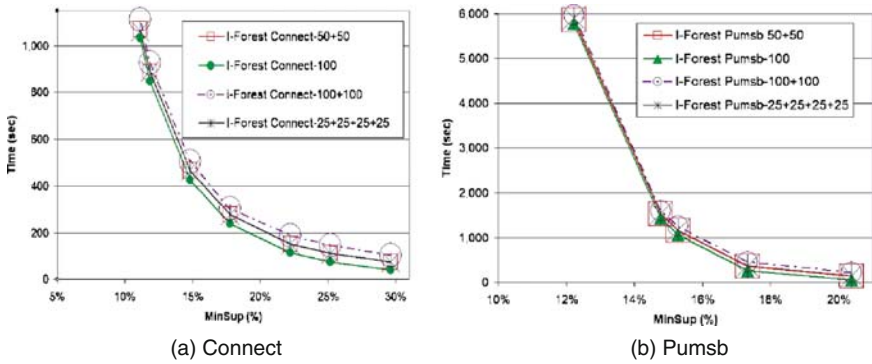 1,000
800
600
400
200
0
Time (sec)
5%
10%
15%
20%
25%
30%
MinSup (%)
I-Forest Connect-50+50
I-Forest Connect-100
I-Forest Connect-100+100
I-Forest Connect-25+25+25+25
(a) Connect
6 000
5 000
4 000
3 000
2 000
1 000
0
Time (sec)
10%
12%
14%
16%
18%
20%
MinSup (%)
I-Forest Pumsb 50+50
I-Forest Pumsb-100
I-Forest Pumsb-100+100
I-Forest Pumsb-25+25+25+25
(b) Pumsb